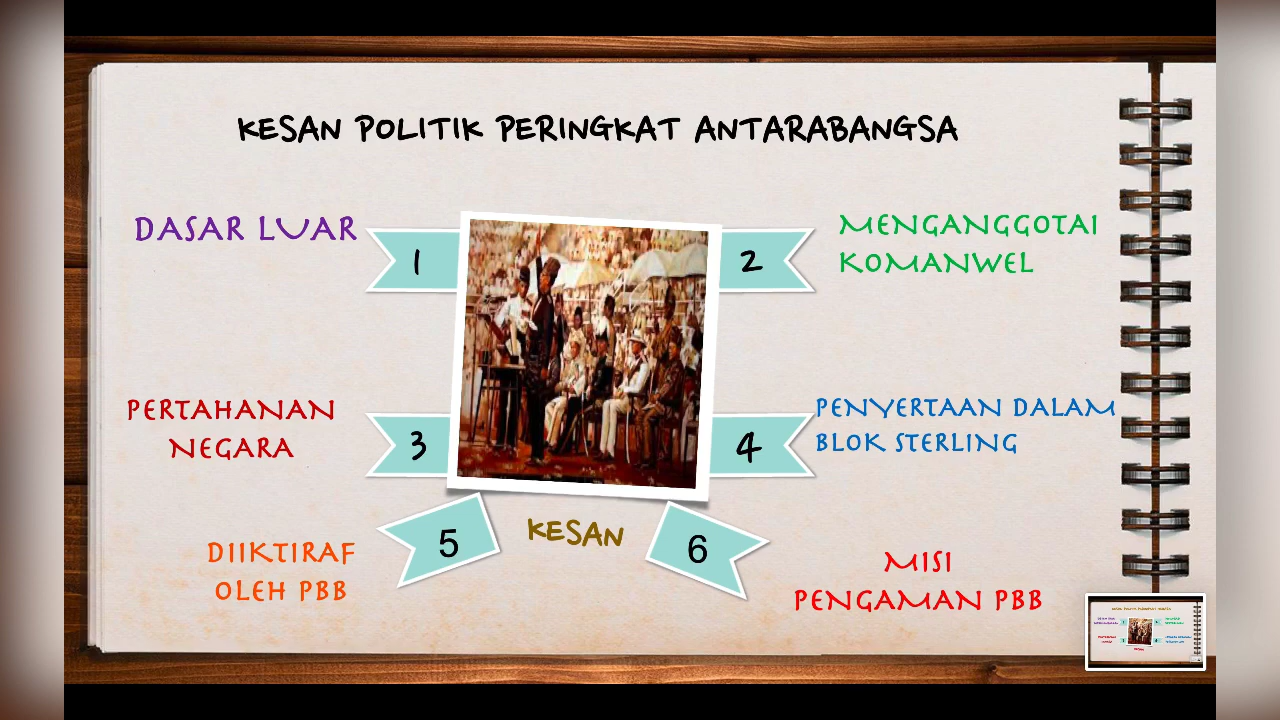 KESAN POLITIK PERINGKAT ANTARABANGSA
DASAR LUAR
1
2
MENGANGGOTAI
KOMANWEL
PERTAHANAN
NEGARA
3
4
PENYERTAAN DALAM
BLOK STERLING
DIIKTIRAF
OLEH PBB
5
KESAN
6
MISI
PENGAMAN PBB